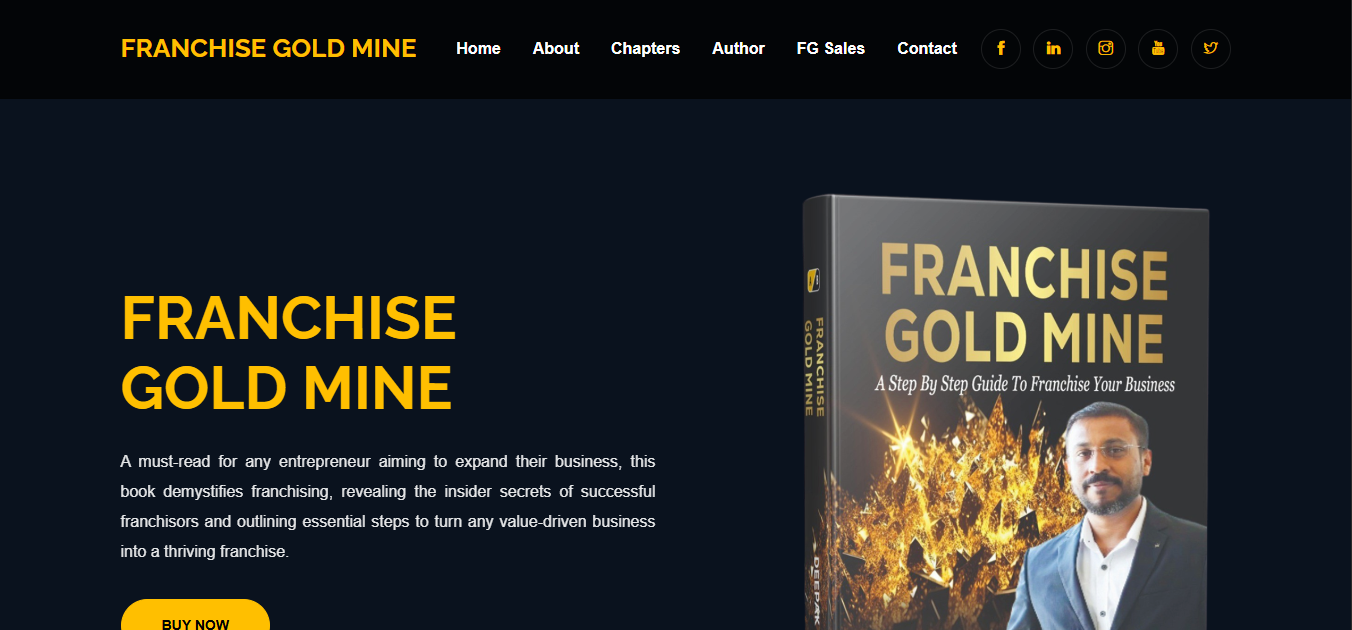 FRANCHISE GOLD MINE
Home
About
Chapters
Author
FG Sales
Contact
FRANCHISE
GOLD MINE
A must-read for any entrepreneur aiming to expand their business, this
book demystifies franchising, revealing the insider secrets of successful
franchisors and outlining essential steps to turn any value-driven business
into a thriving franchise.
BUY NOW
FRANCHISE
GOLD MINE
DEEPAK
FRANCHISE
GOLD MINE
A Step By Step Guide To Franchise Your Business